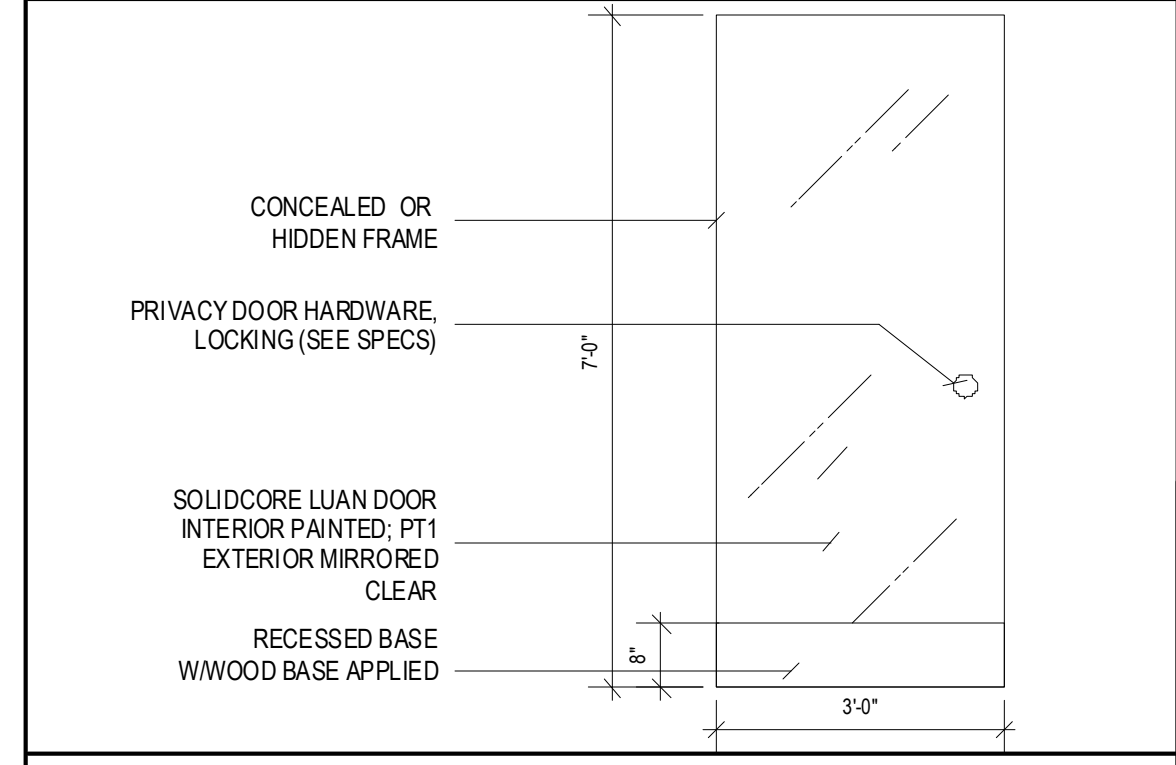 CONCEALED OR
HIDDEN FRAME
PRIVACY DOOR HARDWARE,
LOCKING (SEE SPECS)
7'-0"
SOLIDCORE LUAN DOOR
INTERIOR PAINTED; PT1
EXTERIOR MIRRORED
CLEAR
RECESSED BASE
W/WOOD BASE APPLIED
8"
3'-0"